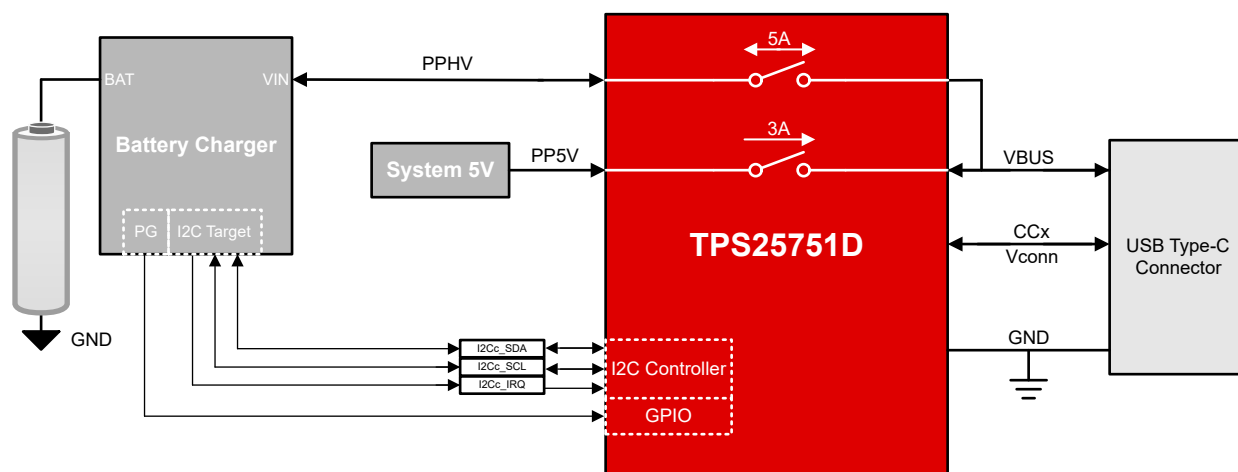 5A
PPHV
BAT
VIN
Battery Charger
3A
System 5V
PP5V
VBUS
PG
I2C Target
TPS25751D
CCx
Vconn
USB Type-C
Connector
GND
GND
I2Cc_SDA
I2Cc_SCL
I2Cc_IRQ
I2C Controller
GPIO